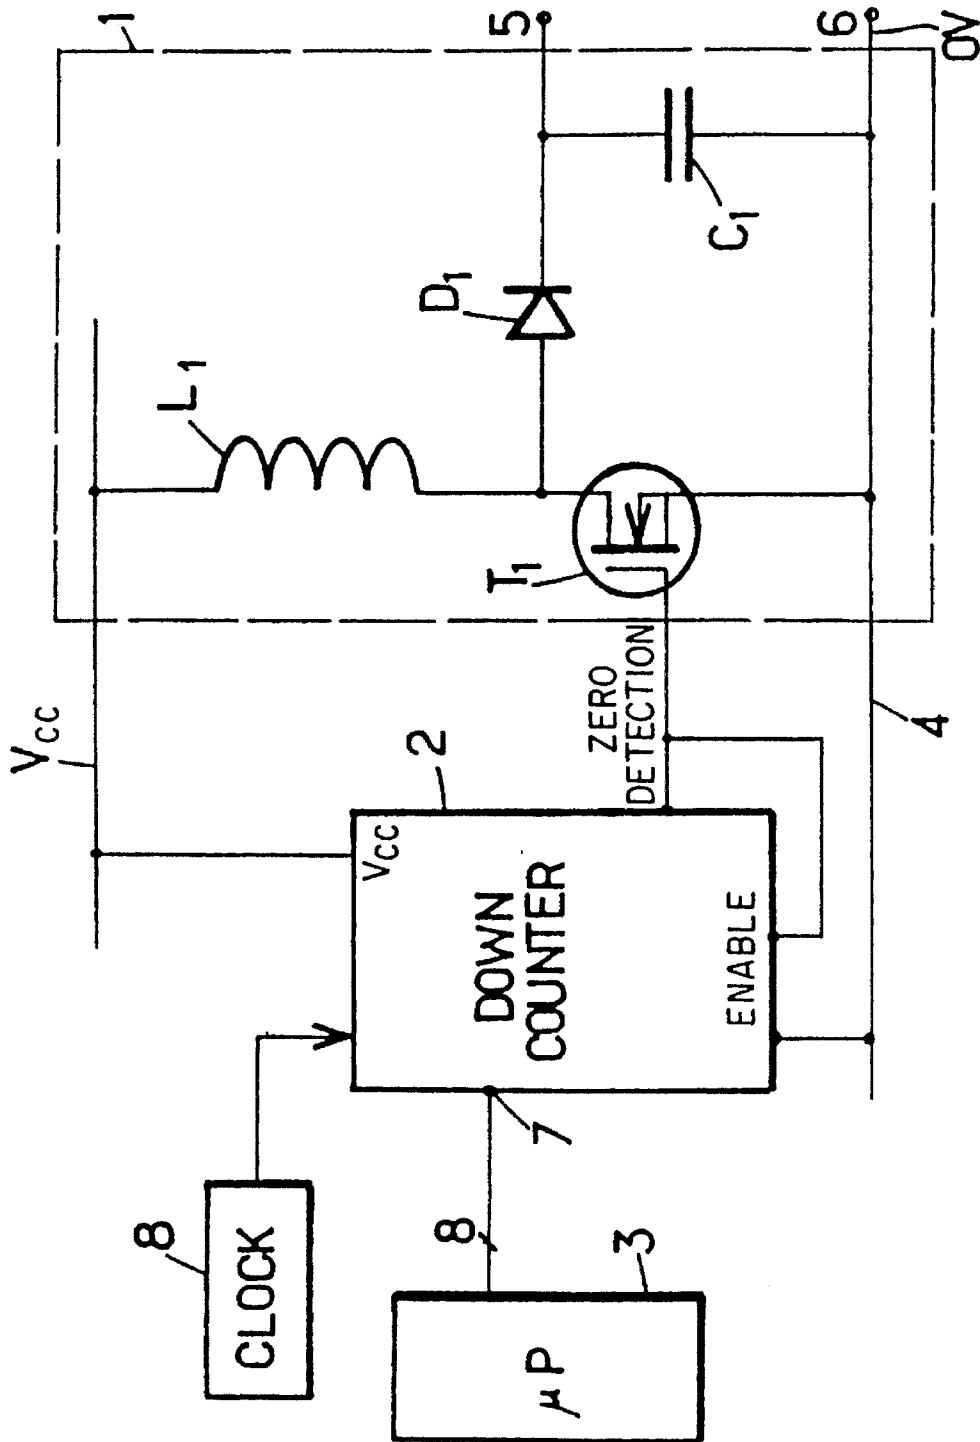 1
5
6
0V
VCC
L1
D1
C1
T1
ZERO
DETECTION
4
2
VCC
DOWN
COUNTER
ENABLE
7
8
CLOCK
8
3
μP